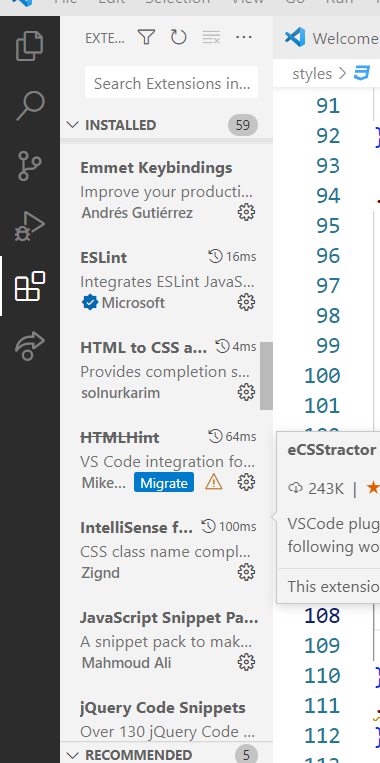 File Edit Selection View Go Run
EXTE...
Welcome
Search Extensions in...
styles >
INSTALLED 59
Emmet Keybindings
Improve your producti...
Andrés Gutiérrez
ESLint 16ms
Integrates ESLint JavaS...
Microsoft
HTML to CSS a... 4ms
Provides completion s...
solnurkarim
HTMLHint 64ms
VS Code integration fo...
Mike... Migrate
IntelliSense f... 100ms
CSS class name compl...
Zignd
JavaScript Snippet Pa...
A snippet pack to mak...
Mahmoud Ali
jQuery Code Snippets
Over 130 jQuery Code ...
RECOMMENDED 5
91
92 }
93
94 .
95
96
97
98
99
100
101
eCSStractor
243K | ★
VSCode plug
following wo
This extensio
108
109
110 }
111 .
112 }